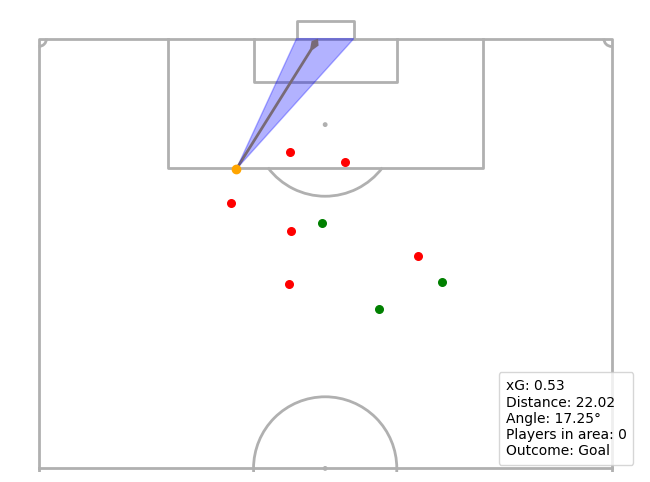 xG: 0.53
Distance: 22.02
Angle: 17.25°
Players in area: 0
Outcome: Goal